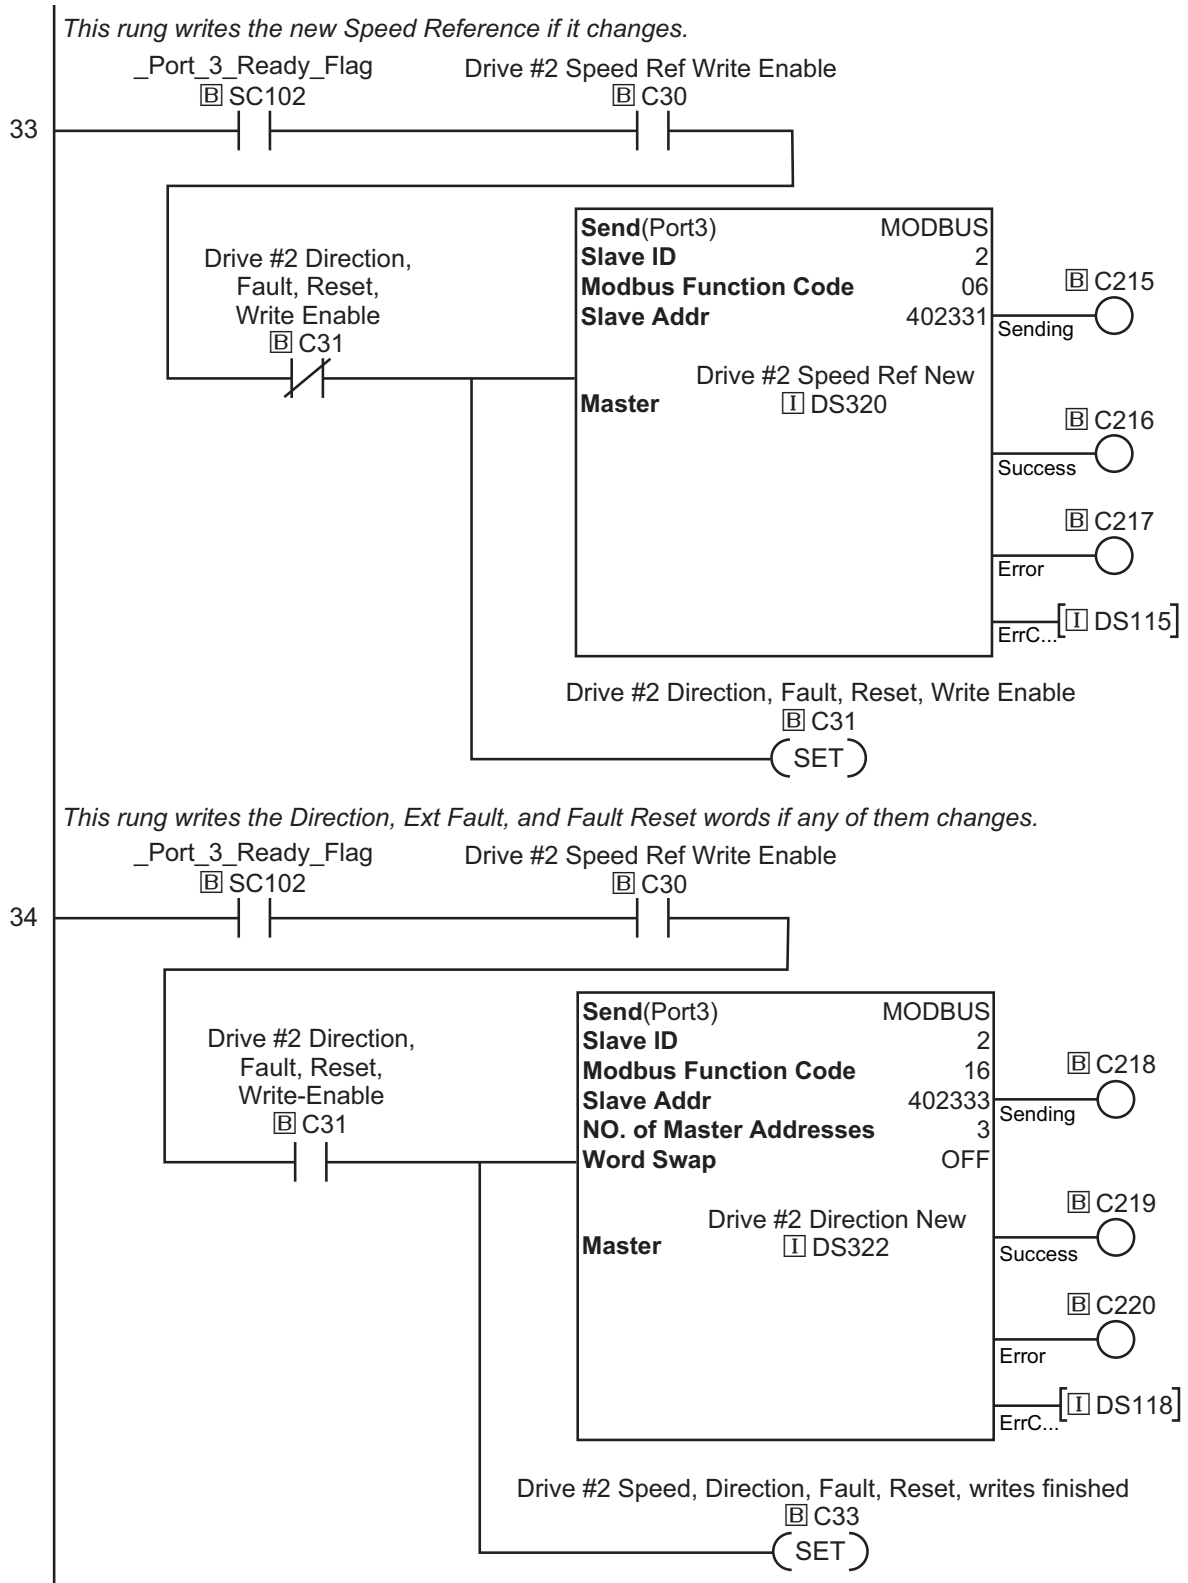 This rung writes the new Speed Reference if it changes.
_Port_3_Ready_Flag
B SC102
Drive #2 Speed Ref Write Enable
B C30
33
Drive #2 Direction,
Fault, Reset,
Write Enable
B C31
Send(Port3) MODBUS
Slave ID 2
Modbus Function Code 06
Slave Addr 402331
Drive #2 Speed Ref New
Master I DS320
B C215
Sending
B C216
Success
B C217
Error
ErrC... I DS115
Drive #2 Direction, Fault, Reset, Write Enable
B C31
SET
This rung writes the Direction, Ext Fault, and Fault Reset words if any of them changes.
_Port_3_Ready_Flag
B SC102
Drive #2 Speed Ref Write Enable
B C30
34
Drive #2 Direction,
Fault, Reset,
Write-Enable
B C31
Send(Port3) MODBUS
Slave ID 2
Modbus Function Code 16
Slave Addr 402333
NO. of Master Addresses 3
Word Swap OFF
Drive #2 Direction New
Master I DS322
B C218
Sending
B C219
Success
B C220
Error
ErrC... I DS118
Drive #2 Speed, Direction, Fault, Reset, writes finished
B C33
SET